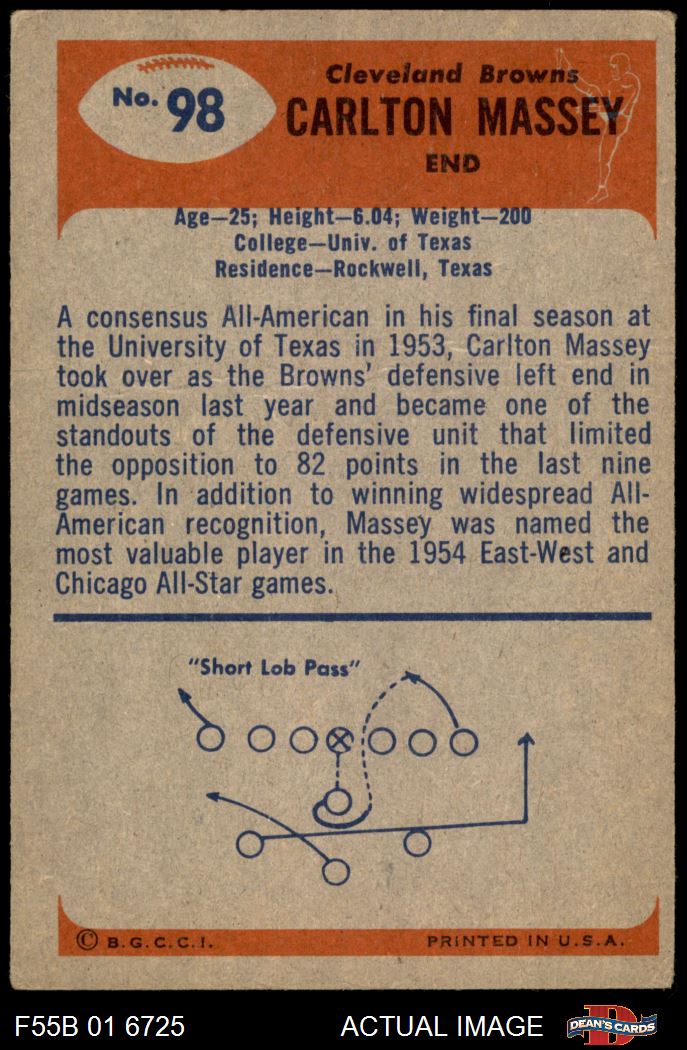 No. 98
Cleveland Browns
CARLTON MASSEY
END
Age—25; Height—6.04; Weight—200
College—Univ. of Texas
Residence—Rockwell, Texas
A consensus All-American in his final season at
the University of Texas in 1953, Carlton Massey
took over as the Browns' defensive left end in
midseason last year and became one of the
standouts of the defensive unit that limited
the opposition to 82 points in the last nine
games. In addition to winning widespread All-
American recognition, Massey was named the
most valuable player in the 1954 East-West and
Chicago All-Star games.
"Short Lob Pass"
© B.G.C.C.I.
PRINTED IN U.S.A.
F55B 01 6725
ACTUAL IMAGE
D
DEAN'S CARDS